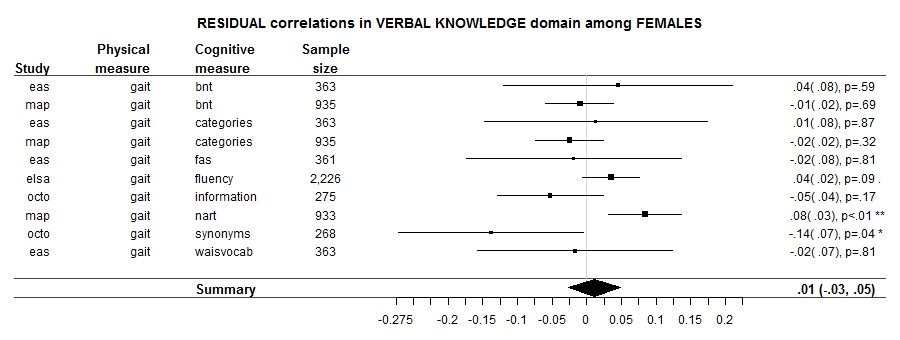 RESIDUAL correlations in VERBAL KNOWLEDGE domain among FEMALES
Physical Cognitive Sample
Study measure measure size
eas gait bnt 363 .04( .08), p=.59
map gait bnt 935 -.01( .02), p=.69
eas gait categories 363 .01( .08), p=.87
map gait categories 935 -.02( .02), p=.32
eas gait fas 361 -.02( .08), p=.81
elsa gait fluency 2,226 .04( .02), p=.09 .
octo gait information 275 -.05( .04), p=.17
map gait nart 933 .08( .03), p<.01 **
octo gait synonyms 268 -.14( .07), p=.04 *
eas gait waisvocab 363 -.02( .07), p=.81
Summary .01 (-.03, .05)
-0.275 -0.2 -0.15 -0.1 -0.05 0 0.05 0.1 0.15 0.2